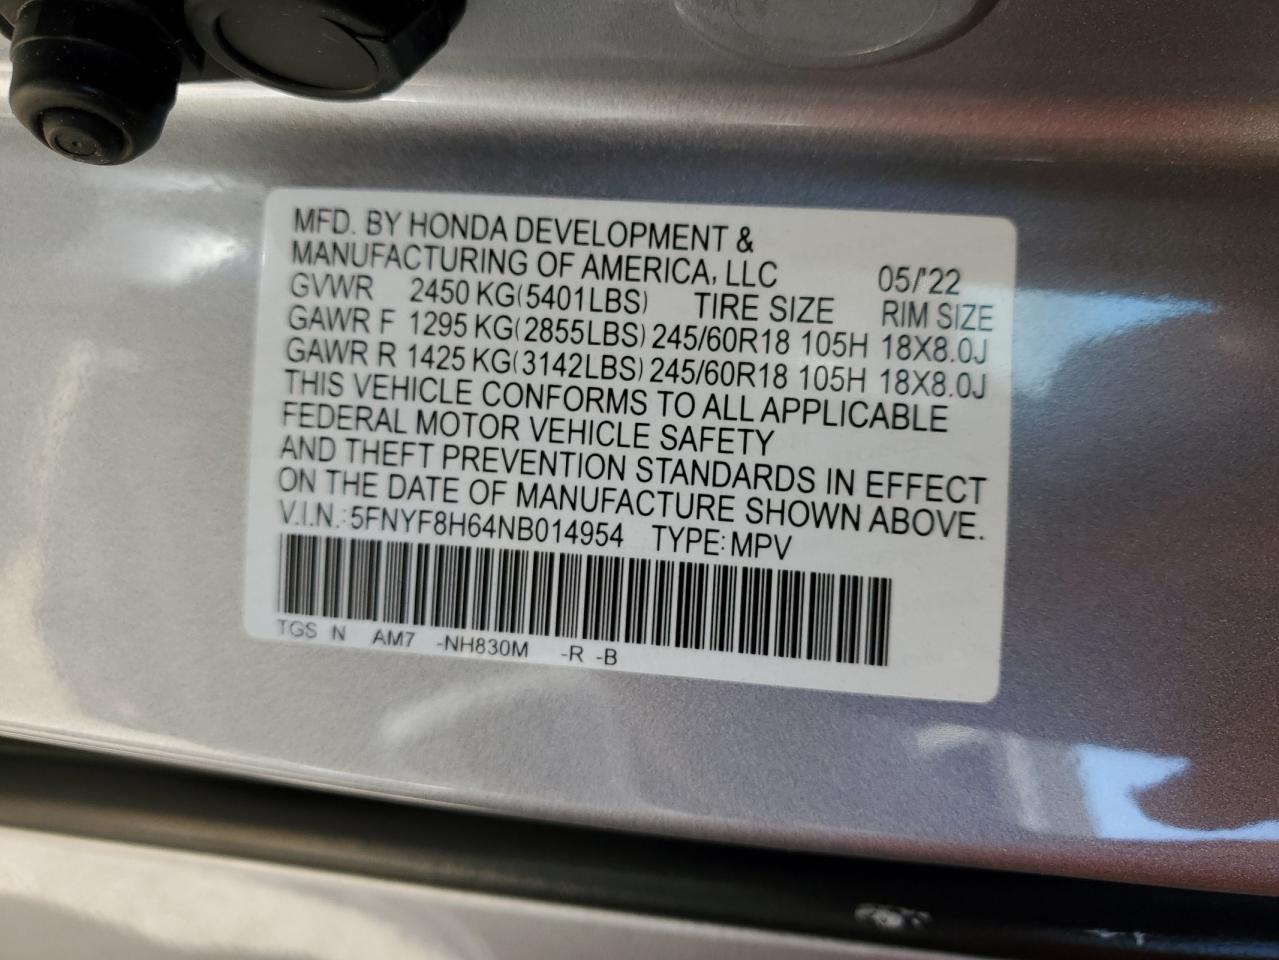 MFD. BY HONDA DEVELOPMENT &
MANUFACTURING OF AMERICA, LLC 05/'22
GVWR 2450 KG(5401LBS) TIRE SIZE RIM SIZE
GAWR F 1295 KG(2855LBS) 245/60R18 105H 18X8.0J
GAWR R 1425 KG(3142LBS) 245/60R18 105H 18X8.0J
THIS VEHICLE CONFORMS TO ALL APPLICABLE
FEDERAL MOTOR VEHICLE SAFETY
AND THEFT PREVENTION STANDARDS IN EFFECT
ON THE DATE OF MANUFACTURE SHOWN ABOVE.
V.I.N.: 5FNYF8H64NB014954 TYPE: MPV
TGS N AM7 -NH830M -R -B